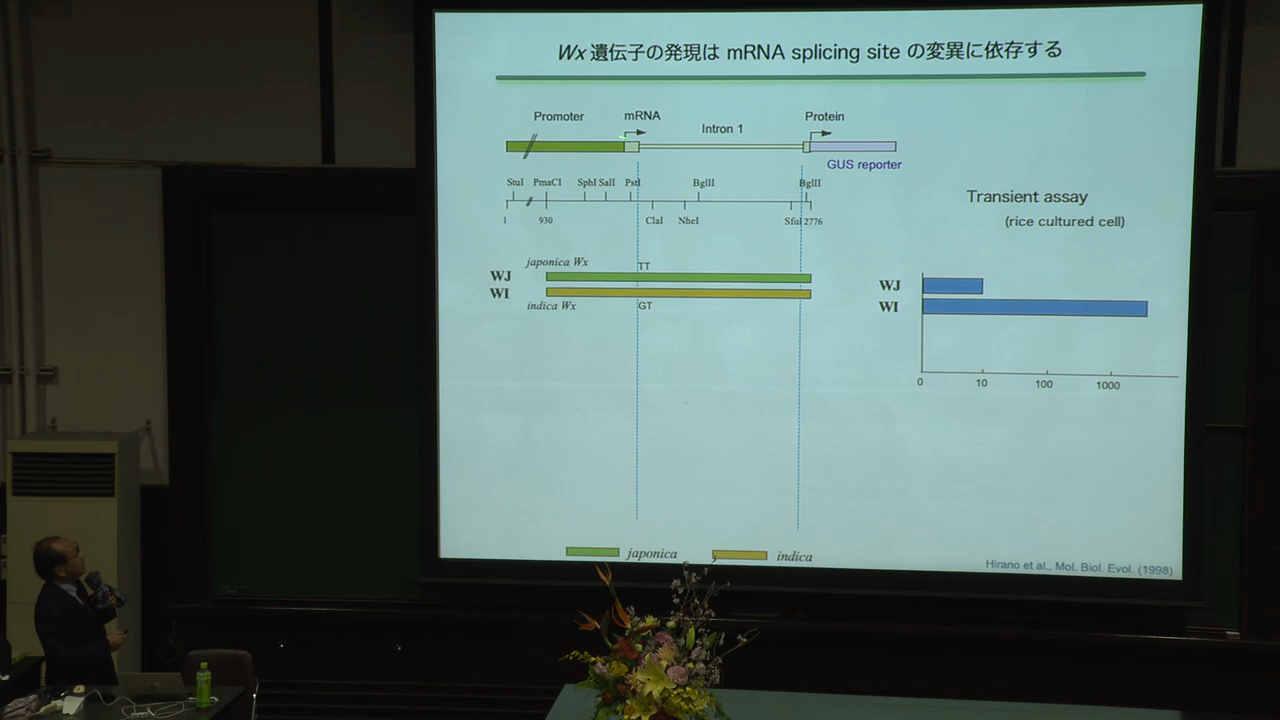 Wx 遺伝子の発現は mRNA splicing site の変異に依存する
Promoter
mRNA
Intron 1
Protein
GUS reporter
StuI
PmaCI
SphI
SalI
PstI
BglII
BglII
1
930
ClaI
NheI
SfuI
2776
Transient assay
(rice cultured cell)
japonica Wx
TT
WJ
WI
indica Wx
GT
WJ
WI
0
10
100
1000
japonica
indica
Hirano et al., Mol. Biol. Evol. (1998)